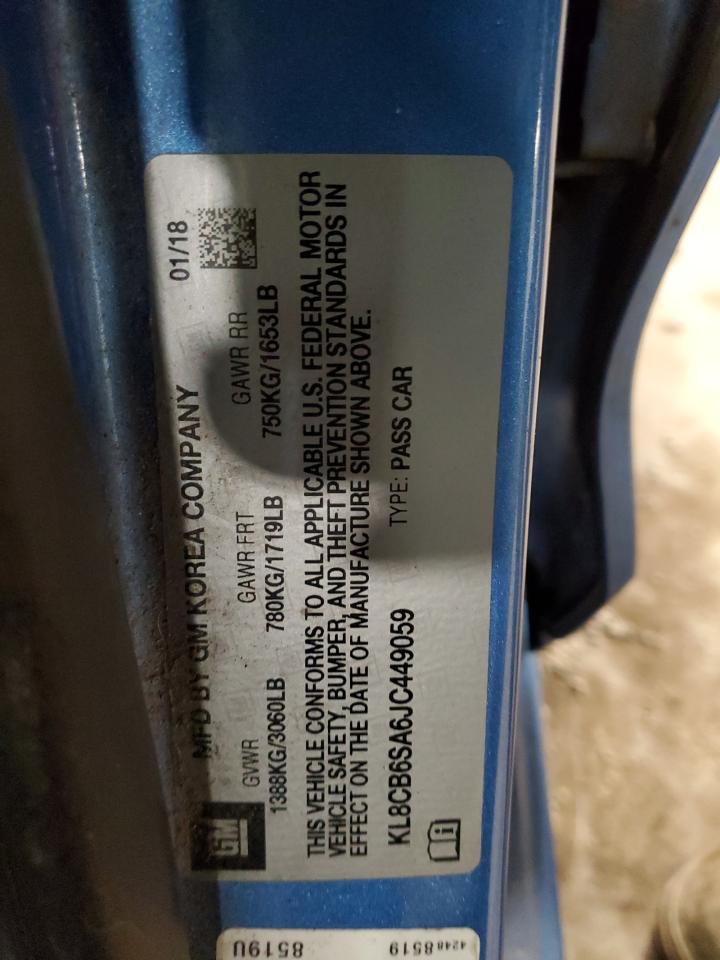 GM
MFD BY GM KOREA COMPANY 01/18
GVWR GAWR FRT GAWR RR
1388KG/3060LB 780KG/1719LB 750KG/1653LB
THIS VEHICLE CONFORMS TO ALL APPLICABLE U.S. FEDERAL MOTOR
VEHICLE SAFETY, BUMPER, AND THEFT PREVENTION STANDARDS IN
EFFECT ON THE DATE OF MANUFACTURE SHOWN ABOVE.
KL8CB6SA6JC449059 TYPE: PASS CAR
42488519
8519U